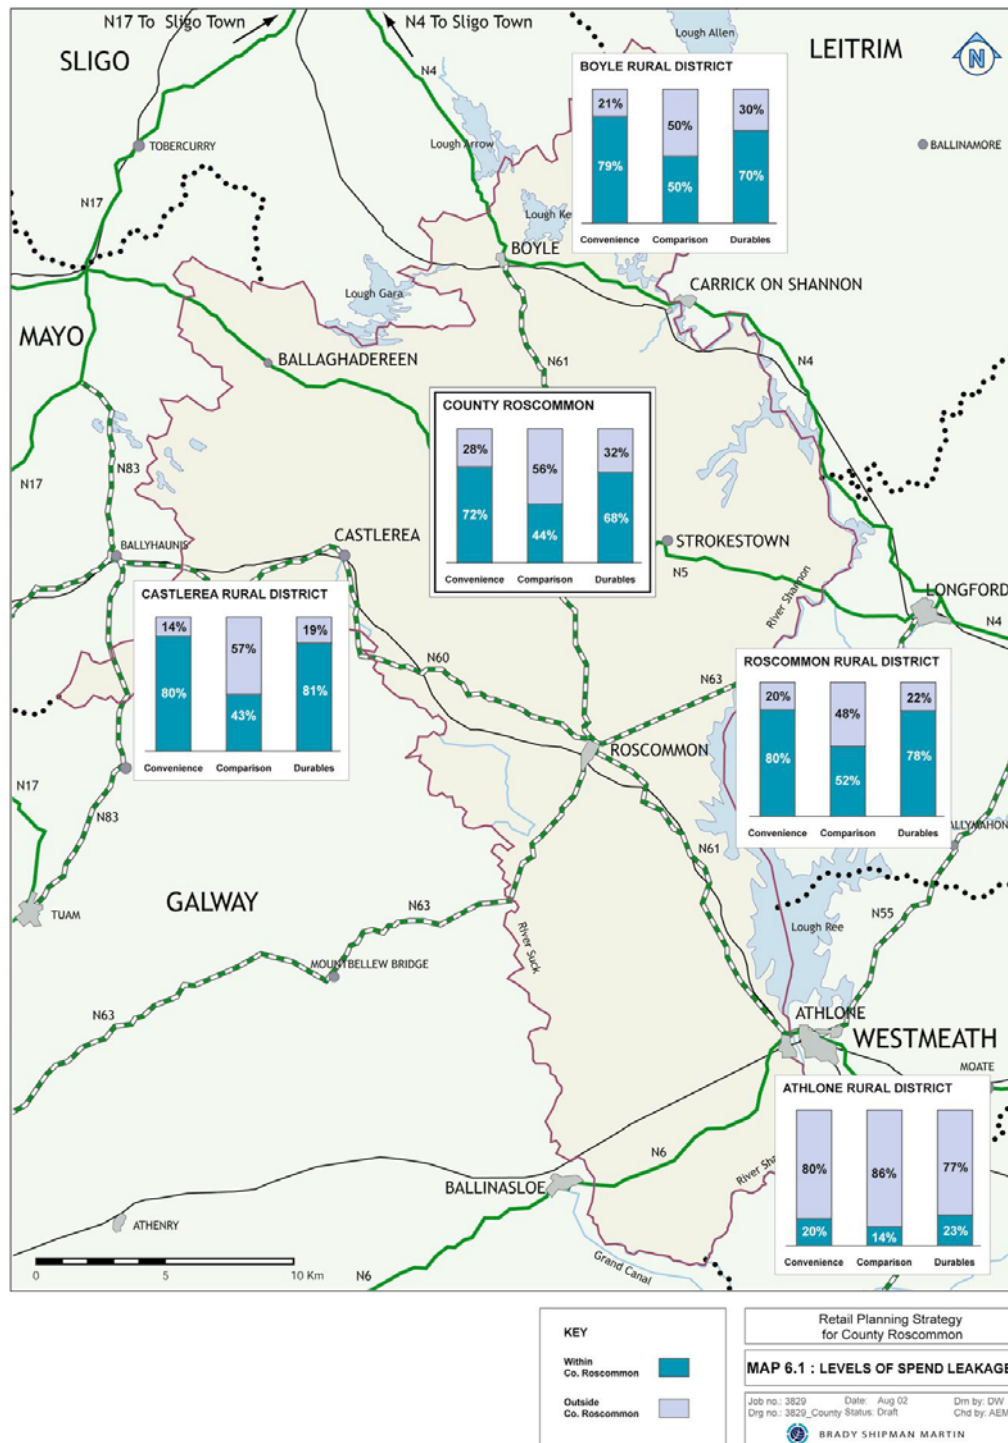 N17 To Sligo Town
N4 To Sligo Town
SLIGO
LEITRIM
N
Lough Allen
N4
BOYLE RURAL DISTRICT
21% 50% 30%
79% 50% 70%
Convenience Comparison Durables
TOBERCURRY
Lough Arrow
BALLINAMORE
N17
Lough
BOYLE
Lough Gara
CARRICK ON SHANNON
MAYO
BALLAGHADEREEN
N61
N4
COUNTY ROSCOMMON
28% 56% 32%
72% 44% 68%
Convenience Comparison Durables
N83
N17
CASTLEREA
BALLYHAUNIS
STROKESTOWN
N5
River Shannon
LONGFORD
N4
CASTLEREA RURAL DISTRICT
14% 57% 19%
80% 43% 81%
Convenience Comparison Durables
N60
N63
ROSCOMMON RURAL DISTRICT
20% 48% 22%
80% 52% 78%
Convenience Comparison Durables
ROSCOMMON
N17
N83
N61
ALLYMAHON
GALWAY
TUAM
N63
N55
Lough Ree
River Suck
MOUNTBELLEW BRIDGE
N63
ATHLONE
WESTMEATH
MOATE
ATHLONE RURAL DISTRICT
80% 86% 77%
20% 14% 23%
Convenience Comparison Durables
N6
River Sha
BALLINASLOE
ATHENRY
Grand Canal
N6
0 5 10 Km
KEY
Within
Co. Roscommon
Outside
Co. Roscommon
Retail Planning Strategy
for County Roscommon
MAP 6.1 : LEVELS OF SPEND LEAKAGE
Job no.: 3829 Date: Aug 02 Drn by: DW
Drg no.: 3829_County Status: Draft Chd by: AEM
BRADY SHIPMAN MARTIN